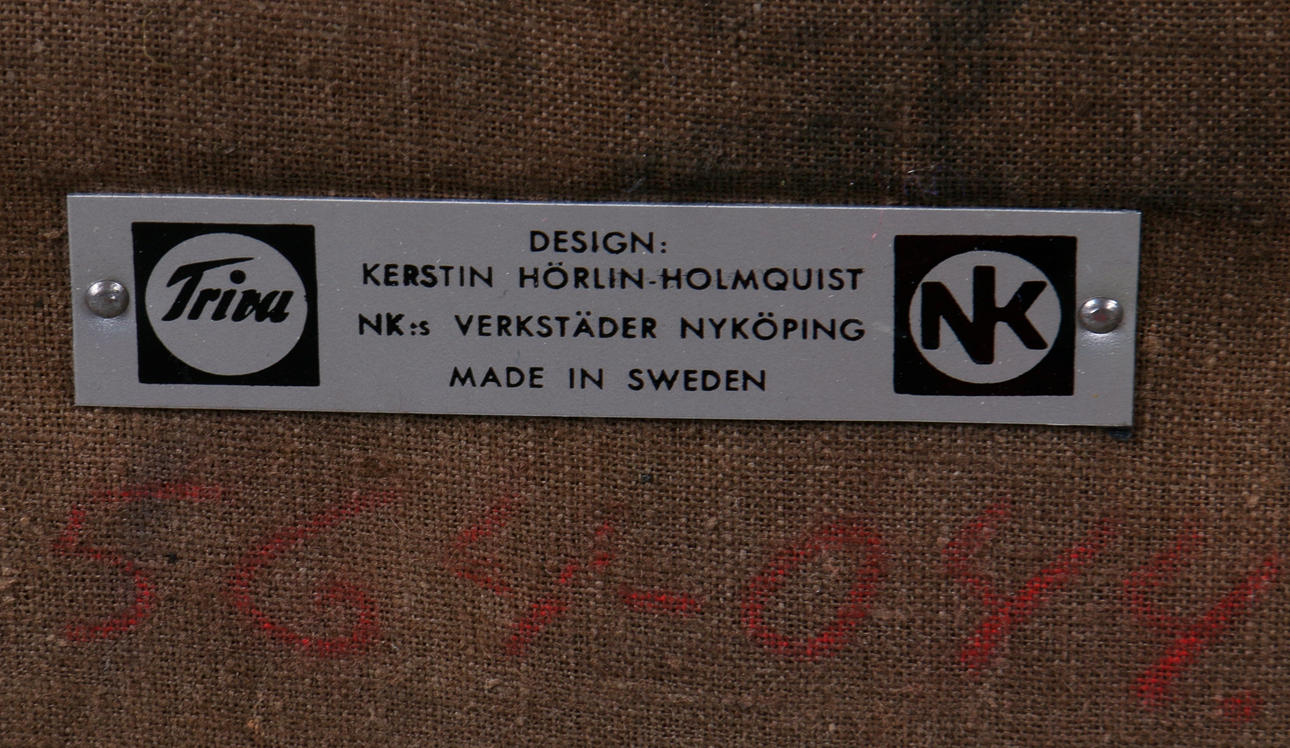 Triva
DESIGN:
KERSTIN HÖRLIN-HOLMQUIST
NK:s VERKSTÄDER NYKÖPING
MADE IN SWEDEN
NK
564-044.